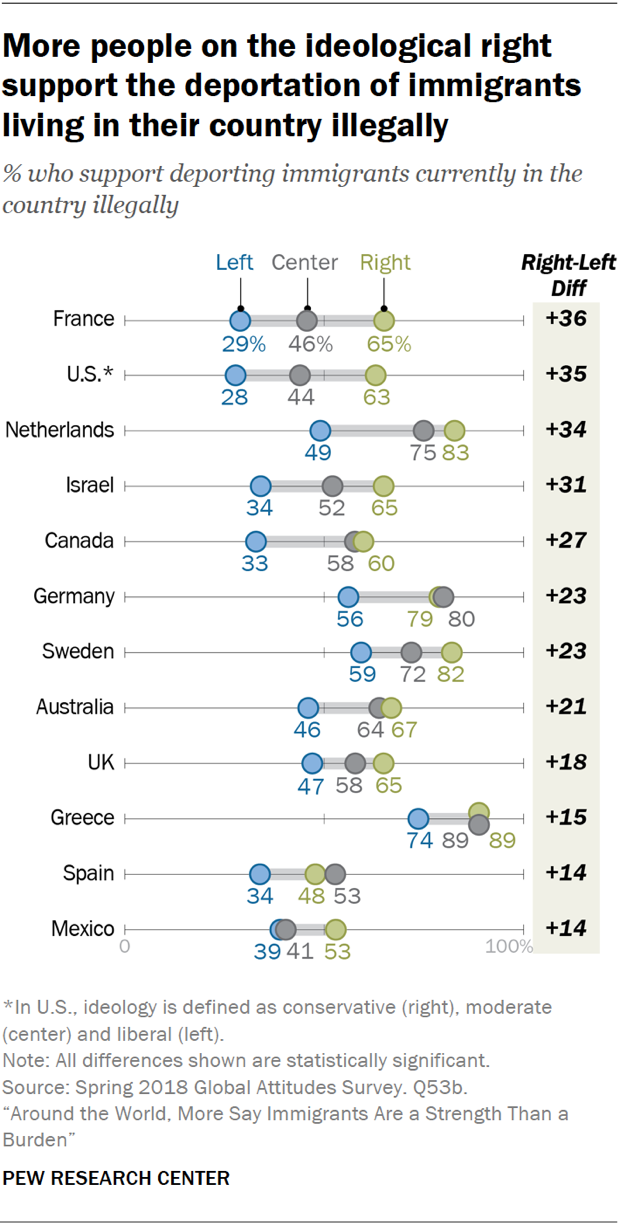 More people on the ideological right
support the deportation of immigrants
living in their country illegally
% who support deporting immigrants currently in the
country illegally
Left Center Right Right-Left
Diff
France +36
29% 46% 65%
U.S.* +35
28 44 63
Netherlands +34
49 75 83
Israel +31
34 52 65
Canada +27
33 58 60
Germany +23
56 79 80
Sweden +23
59 72 82
Australia +21
46 64 67
UK +18
47 58 65
Greece +15
74 89 89
Spain +14
34 48 53
Mexico +14
0 39 41 53 100%
*In U.S., ideology is defined as conservative (right), moderate
(center) and liberal (left).
Note: All differences shown are statistically significant.
Source: Spring 2018 Global Attitudes Survey. Q53b.
“Around the World, More Say Immigrants Are a Strength Than a
Burden”
PEW RESEARCH CENTER